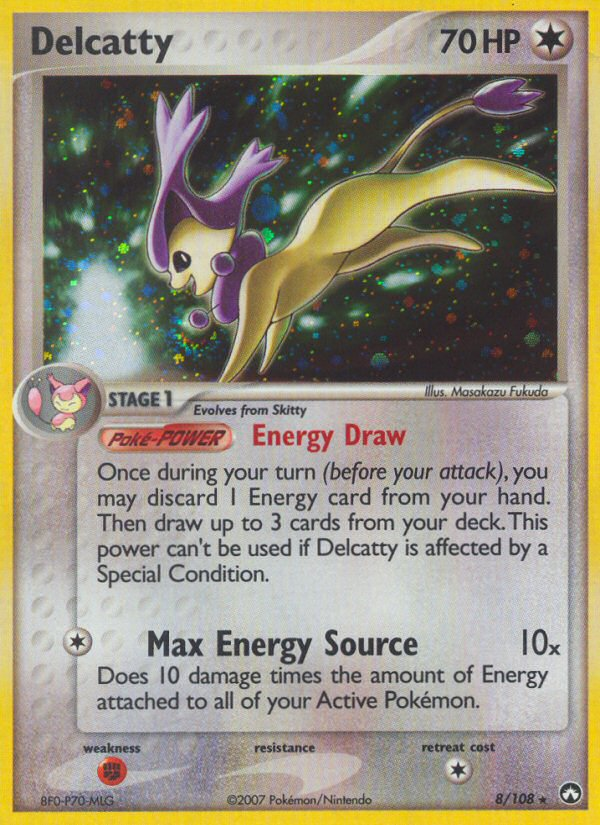 Delcatty 70 HP
Illus. Masakazu Fukuda
STAGE 1
Evolves from Skitty
Poké-POWER Energy Draw
Once during your turn (before your attack), you
may discard 1 Energy card from your hand.
Then draw up to 3 cards from your deck. This
power can't be used if Delcatty is affected by a
Special Condition.
Max Energy Source 10x
Does 10 damage times the amount of Energy
attached to all of your Active Pokémon.
weakness resistance retreat cost
BF0-P70-MLG ©2007 Pokémon/Nintendo 8/108 ★